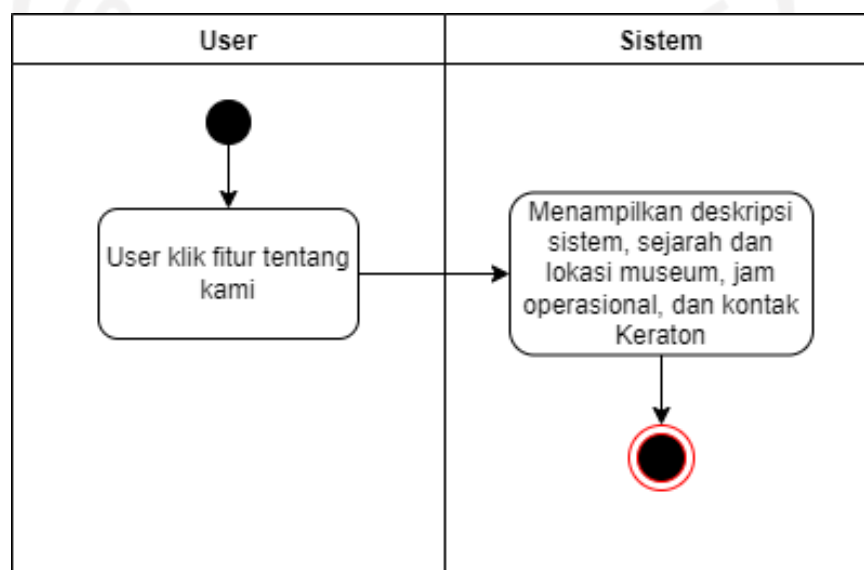 User
Sistem
User klik fitur tentang
kami
Menampilkan deskripsi
sistem, sejarah dan
lokasi museum, jam
operasional, dan kontak
Keraton